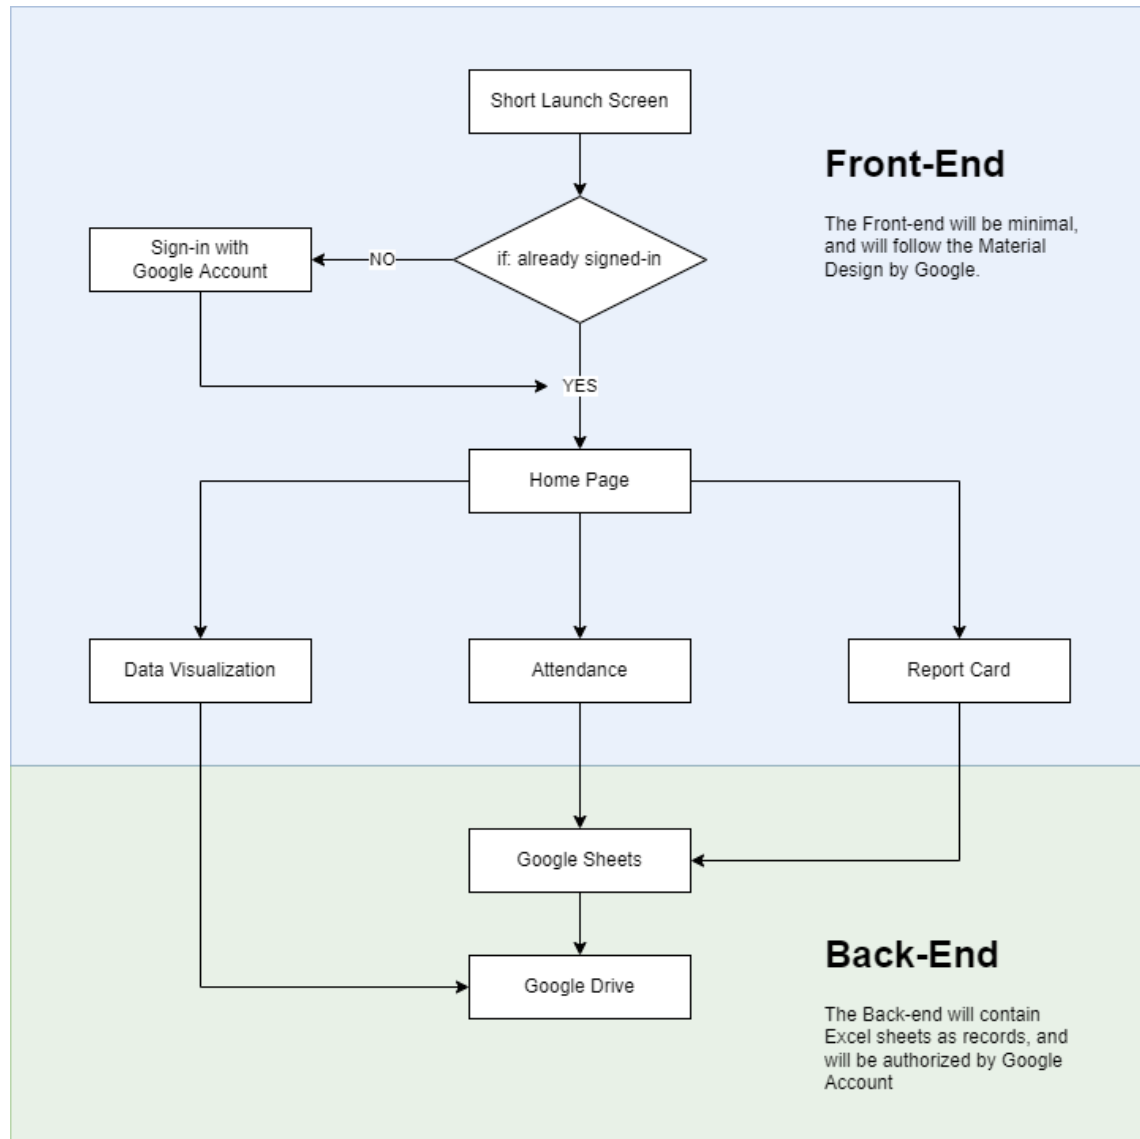 Short Launch Screen
Front-End
The Front-end will be minimal,
and will follow the Material
Design by Google.
Sign-in with
Google Account
NO
if: already signed-in
YES
Home Page
Data Visualization
Attendance
Report Card
Google Sheets
Google Drive
Back-End
The Back-end will contain
Excel sheets as records, and
will be authorized by Google
Account